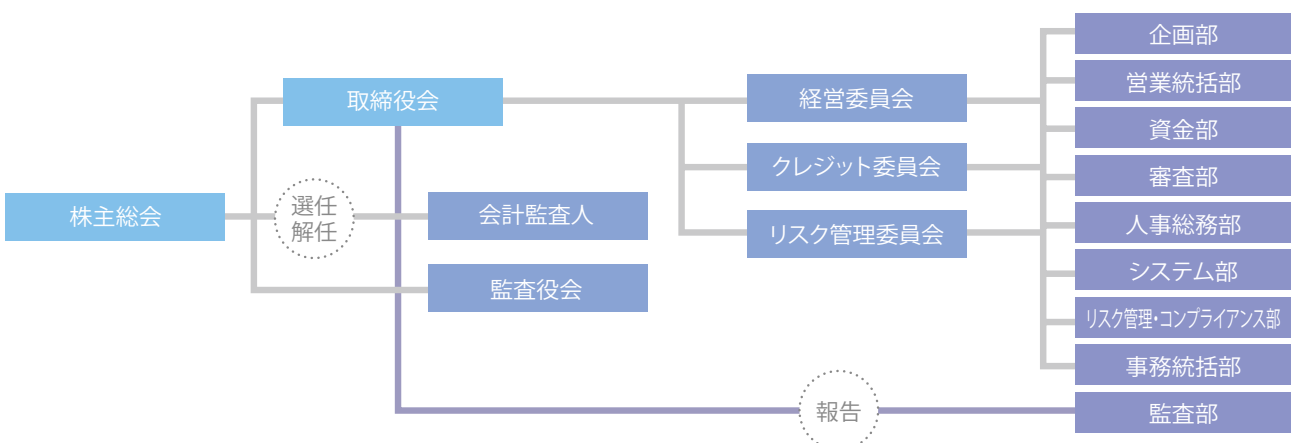 株主総会
選任
解任
取締役会
会計監査人
監査役会
経営委員会
クレジット委員会
リスク管理委員会
企画部
営業統括部
資金部
審査部
人事総務部
システム部
リスク管理・コンプライアンス部
事務統括部
報告
監査部